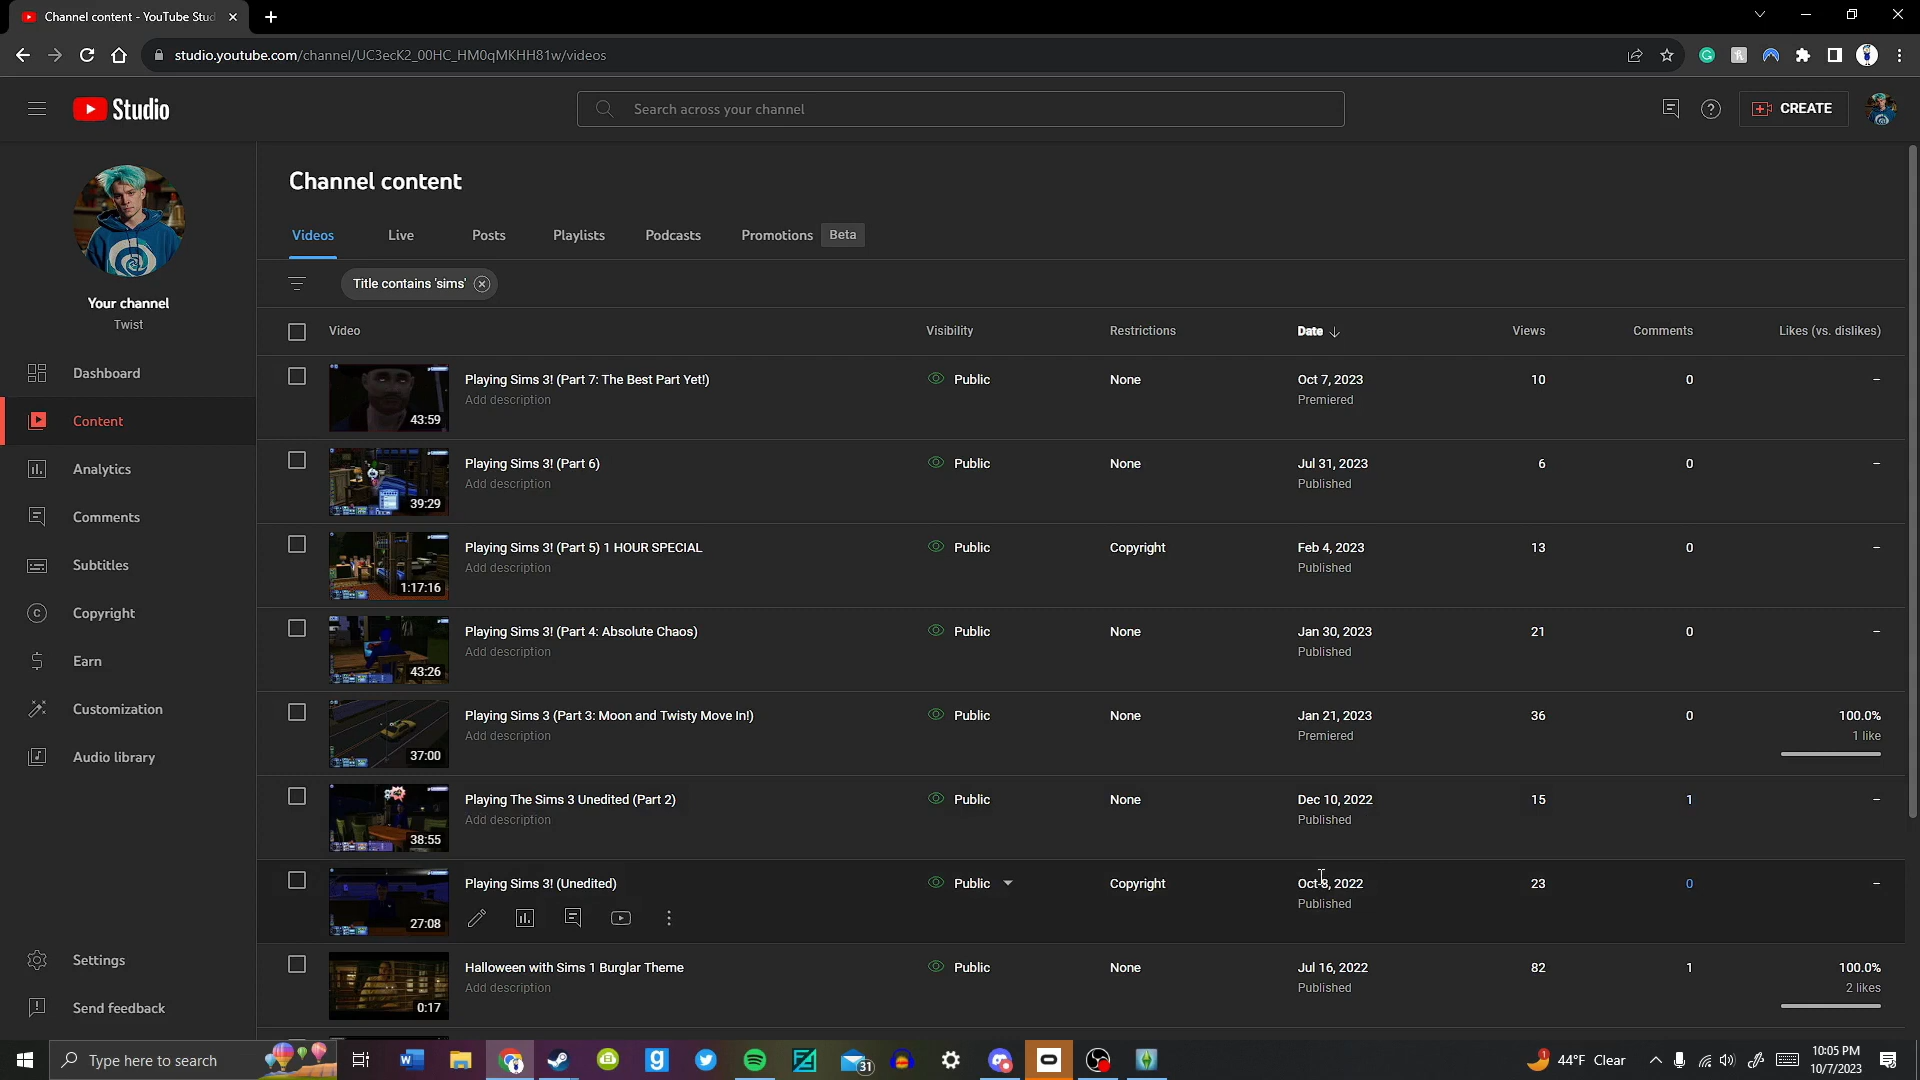 Channel content - YouTube Stud
studio.youtube.com/channel/UC3ecK2_00HC_HM0qMKHH81w/videos
Studio
Search across your channel
CREATE
Your channel
Twist
Dashboard
Content
Analytics
Comments
Subtitles
Copyright
Earn
Customization
Audio library
Settings
Send feedback
Channel content
Videos Live Posts Playlists Podcasts Promotions Beta
Title contains 'sims'
Video Visibility Restrictions Date Views Comments Likes (vs. dislikes)
Playing Sims 3! (Part 7: The Best Part Yet!) Public None Oct 7, 2023 10 0 –
Add description Premiered
43:59
Playing Sims 3! (Part 6) Public None Jul 31, 2023 6 0 –
Add description Published
39:29
Playing Sims 3! (Part 5) 1 HOUR SPECIAL Public Copyright Feb 4, 2023 13 0 –
Add description Published
1:17:16
Playing Sims 3! (Part 4: Absolute Chaos) Public None Jan 30, 2023 21 0 –
Add description Published
43:26
Playing Sims 3 (Part 3: Moon and Twisty Move In!) Public None Jan 21, 2023 36 0 100.0%
Add description Premiered 1 like
37:00
Playing The Sims 3 Unedited (Part 2) Public None Dec 10, 2022 15 1 –
Add description Published
38:55
Playing Sims 3! (Unedited) Public Copyright Oct 8, 2022 23 0 –
Published
27:08
Halloween with Sims 1 Burglar Theme Public None Jul 16, 2022 82 1 100.0%
Add description Published 2 likes
0:17
Type here to search
31
44°F Clear
10:05 PM
10/7/2023